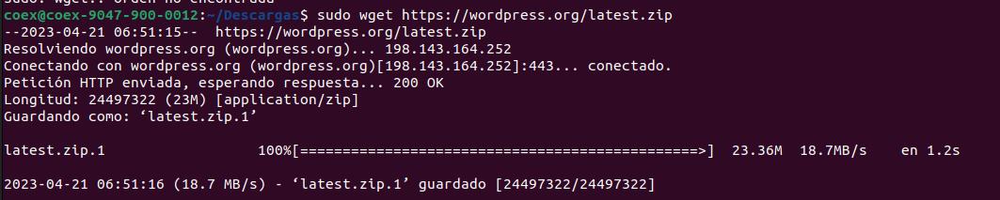 sudo: wget:: orden no encontrada
coex@coex-9047-900-0012:~/Descargas$ sudo wget https://wordpress.org/latest.zip
--2023-04-21 06:51:15--  https://wordpress.org/latest.zip
Resolviendo wordpress.org (wordpress.org)... 198.143.164.252
Conectando con wordpress.org (wordpress.org)[198.143.164.252]:443... conectado.
Petición HTTP enviada, esperando respuesta... 200 OK
Longitud: 24497322 (23M) [application/zip]
Guardando como: ‘latest.zip.1’
latest.zip.1 100%[===============================================>] 23.36M 18.7MB/s en 1.2s
2023-04-21 06:51:16 (18.7 MB/s) - ‘latest.zip.1’ guardado [24497322/24497322]